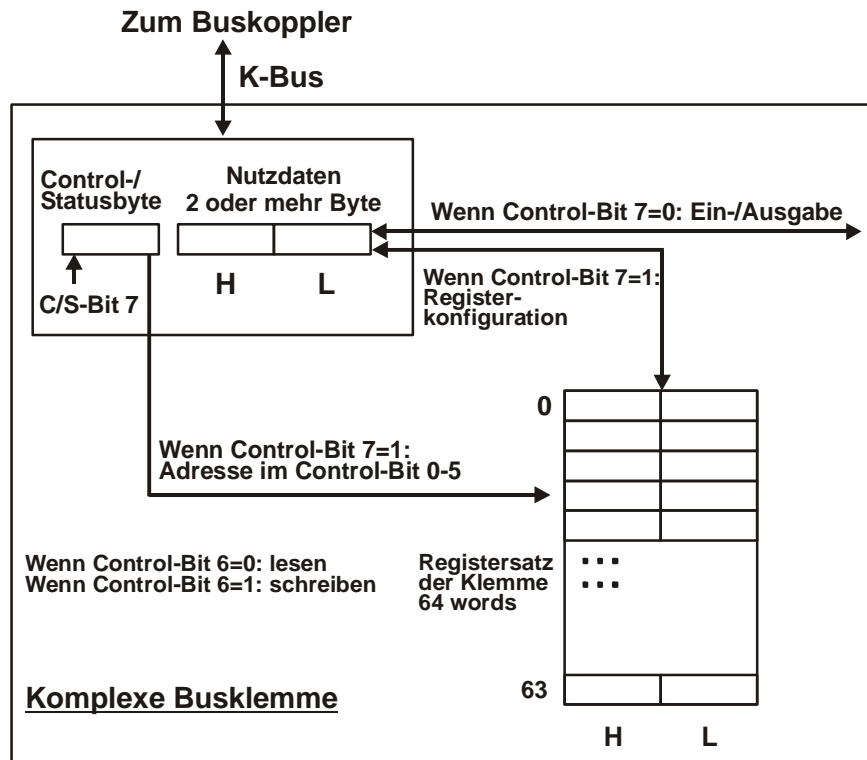 Zum Buskoppler
K-Bus
Control-/
Statusbyte
Nutzdaten
2 oder mehr Byte
H
L
C/S-Bit 7
Wenn Control-Bit 7=0: Ein-/Ausgabe
Wenn Control-Bit 7=1:
Register-
konfiguration
0
Wenn Control-Bit 7=1:
Adresse im Control-Bit 0-5
Wenn Control-Bit 6=0: lesen
Wenn Control-Bit 6=1: schreiben
Registersatz
der Klemme
64 words
63
H
L
Komplexe Busklemme